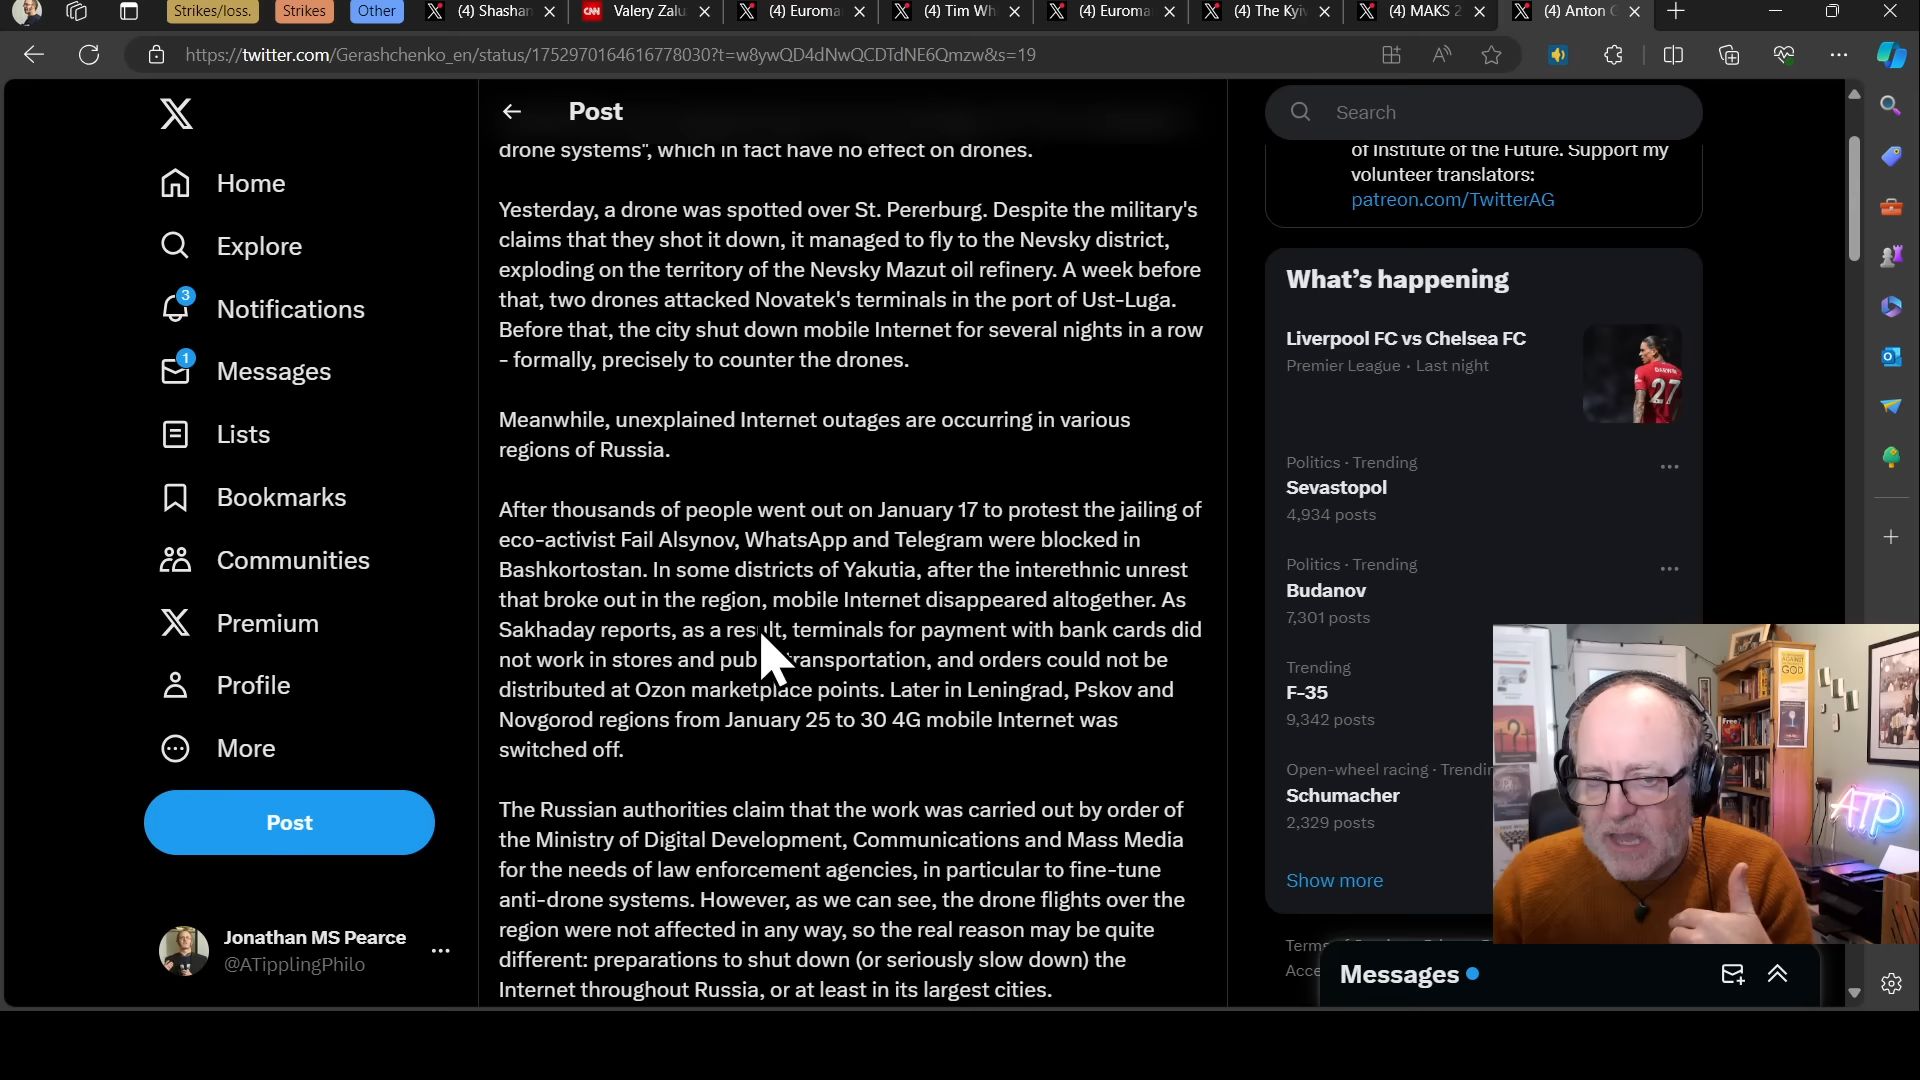 Strikes/loss.
Strikes
Other
(4) Shashan
CNN
Valery Zalu
(4) Euroma
(4) Tim Wh
(4) Euroma
(4) The Kyiv
(4) MAKS 2
(4) Anton G
https://twitter.com/Gerashchenko_en/status/1752970164616778030?t=w8ywQD4dNwQCDTdNE6Qmzw&s=19
Home
Explore
3
Notifications
1
Messages
Lists
Bookmarks
Communities
Premium
Profile
More
Post
Jonathan MS Pearce
@ATipplingPhilo
Post
drone systems", which in fact have no effect on drones.
Yesterday, a drone was spotted over St. Pererburg. Despite the military's
claims that they shot it down, it managed to fly to the Nevsky district,
exploding on the territory of the Nevsky Mazut oil refinery. A week before
that, two drones attacked Novatek's terminals in the port of Ust-Luga.
Before that, the city shut down mobile Internet for several nights in a row
- formally, precisely to counter the drones.
Meanwhile, unexplained Internet outages are occurring in various
regions of Russia.
After thousands of people went out on January 17 to protest the jailing of
eco-activist Fail Alsynov, WhatsApp and Telegram were blocked in
Bashkortostan. In some districts of Yakutia, after the interethnic unrest
that broke out in the region, mobile Internet disappeared altogether. As
Sakhaday reports, as a result, terminals for payment with bank cards did
not work in stores and pub transportation, and orders could not be
distributed at Ozon marketplace points. Later in Leningrad, Pskov and
Novgorod regions from January 25 to 30 4G mobile Internet was
switched off.
The Russian authorities claim that the work was carried out by order of
the Ministry of Digital Development, Communications and Mass Media
for the needs of law enforcement agencies, in particular to fine-tune
anti-drone systems. However, as we can see, the drone flights over the
region were not affected in any way, so the real reason may be quite
different: preparations to shut down (or seriously slow down) the
Internet throughout Russia, or at least in its largest cities.
Search
of Institute of the Future. Support my
volunteer translators:
patreon.com/TwitterAG
What's happening
Liverpool FC vs Chelsea FC
Premier League · Last night
DARWIN
27
Politics · Trending
Sevastopol
4,934 posts
Politics · Trending
Budanov
7,301 posts
Trending
F-35
9,342 posts
Open-wheel racing · Trendin
Schumacher
2,329 posts
Show more
Terms
Acce
Messages
AGAINST
GOD
ATP